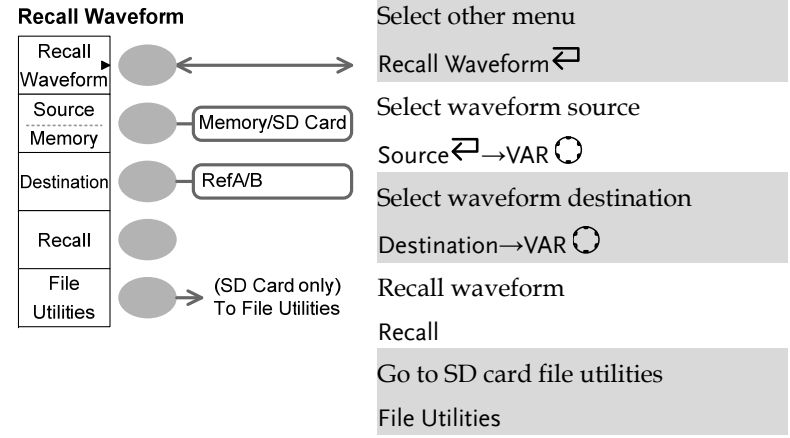 Recall Waveform
Recall
Waveform
Source
Memory
Memory/SD Card
Destination
RefA/B
Recall
File
Utilities
(SD Card only)
To File Utilities
Select other menu
Recall Waveform
Select waveform source
Source →VAR
Select waveform destination
Destination→VAR
Recall waveform
Recall
Go to SD card file utilities
File Utilities